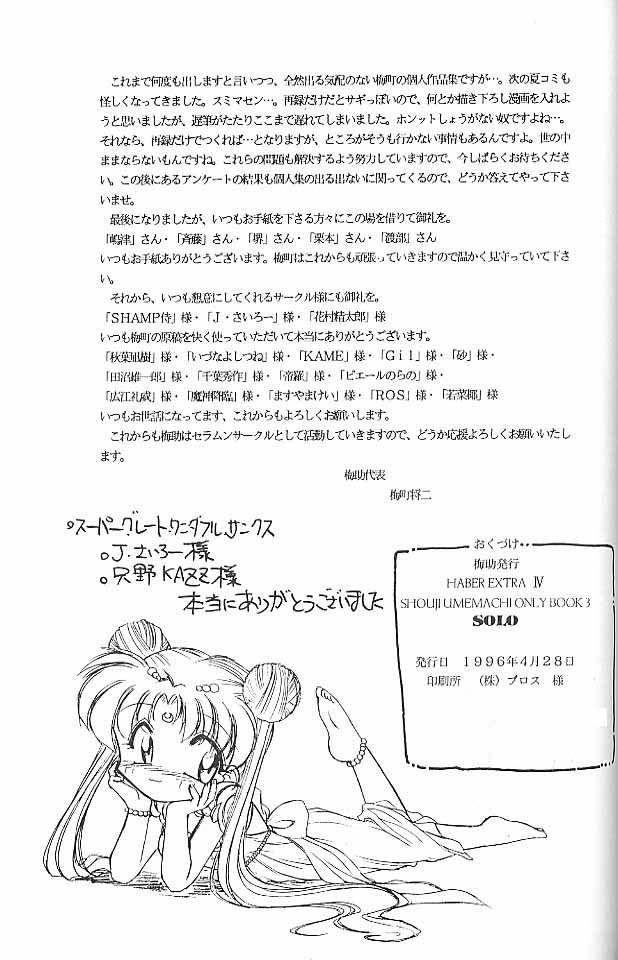 これまで何度も出しますと言いつつ、全然出る気配のない梅町の個人作品集ですが…。次の夏コミも
怪しくなってきました。スミマセン…。再録だけだとサギっぽいので、何とか描き下ろし漫画を入れよ
うと思いましたが、遅筆がたたりここまで遅れてしまいました。ホンットしょうがない奴ですよね…。
それなら、再録だけでつくれば…となりますが、ところがそうも行かない事情もあるんですよ。世の中
ままならないもんですね。これらの問題も解決するよう努力していますので、今しばらくお待ちくださ
い。この後にあるアンケートの結果も個人集の出る出ないに関ってくるので、どうか答えてやって下さ
いませ。
最後になりましたが、いつもお手紙を下さる方々にこの場を借りて御礼を。
「嶋津」さん・「斉藤」さん・「堺」さん・「栗本」さん・「渡部」さん
いつもお手紙ありがとうございます。梅町はこれからも頑張っていきますので温かく見守っていて下さ
い。
それから、いつも懇意にしてくれるサークル様にも御礼を。
「SHAMP侍」様・「J・さいろー」様・「花村精太郎」様
いつも梅町の原稿を快く使っていただいて本当にありがとうございます。
「秋葉凪樹」様・「いづなよしつね」様・「KAME」様・「Gil」様・「砂」様・
「田沼雄一郎」様・「千葉秀作」様・「帝羅」様・「ピエールのらの」様・
「広江礼威」様・「魔神降臨」様・「ますやまけい」様・「ROS」様・「若菜耶」様
いつもお世話になってます、これからもよろしくお願いします。
これからも梅助はセラムンサークルとして活動していきますので、どうか応援よろしくお願いいたし
ます。
梅助代表
梅町将二
。スーパーグレートワンダフルサンクス
。J.さいろー様
。只野KAZZ様
本当にありがとうございました
おくづけ
梅助発行
HABER EXTRA Ⅳ
SHOUJI UMEMACHI ONLY BOOK 3
SOLO
発行日 1996年4月28日
印刷所 (株)プロス 様